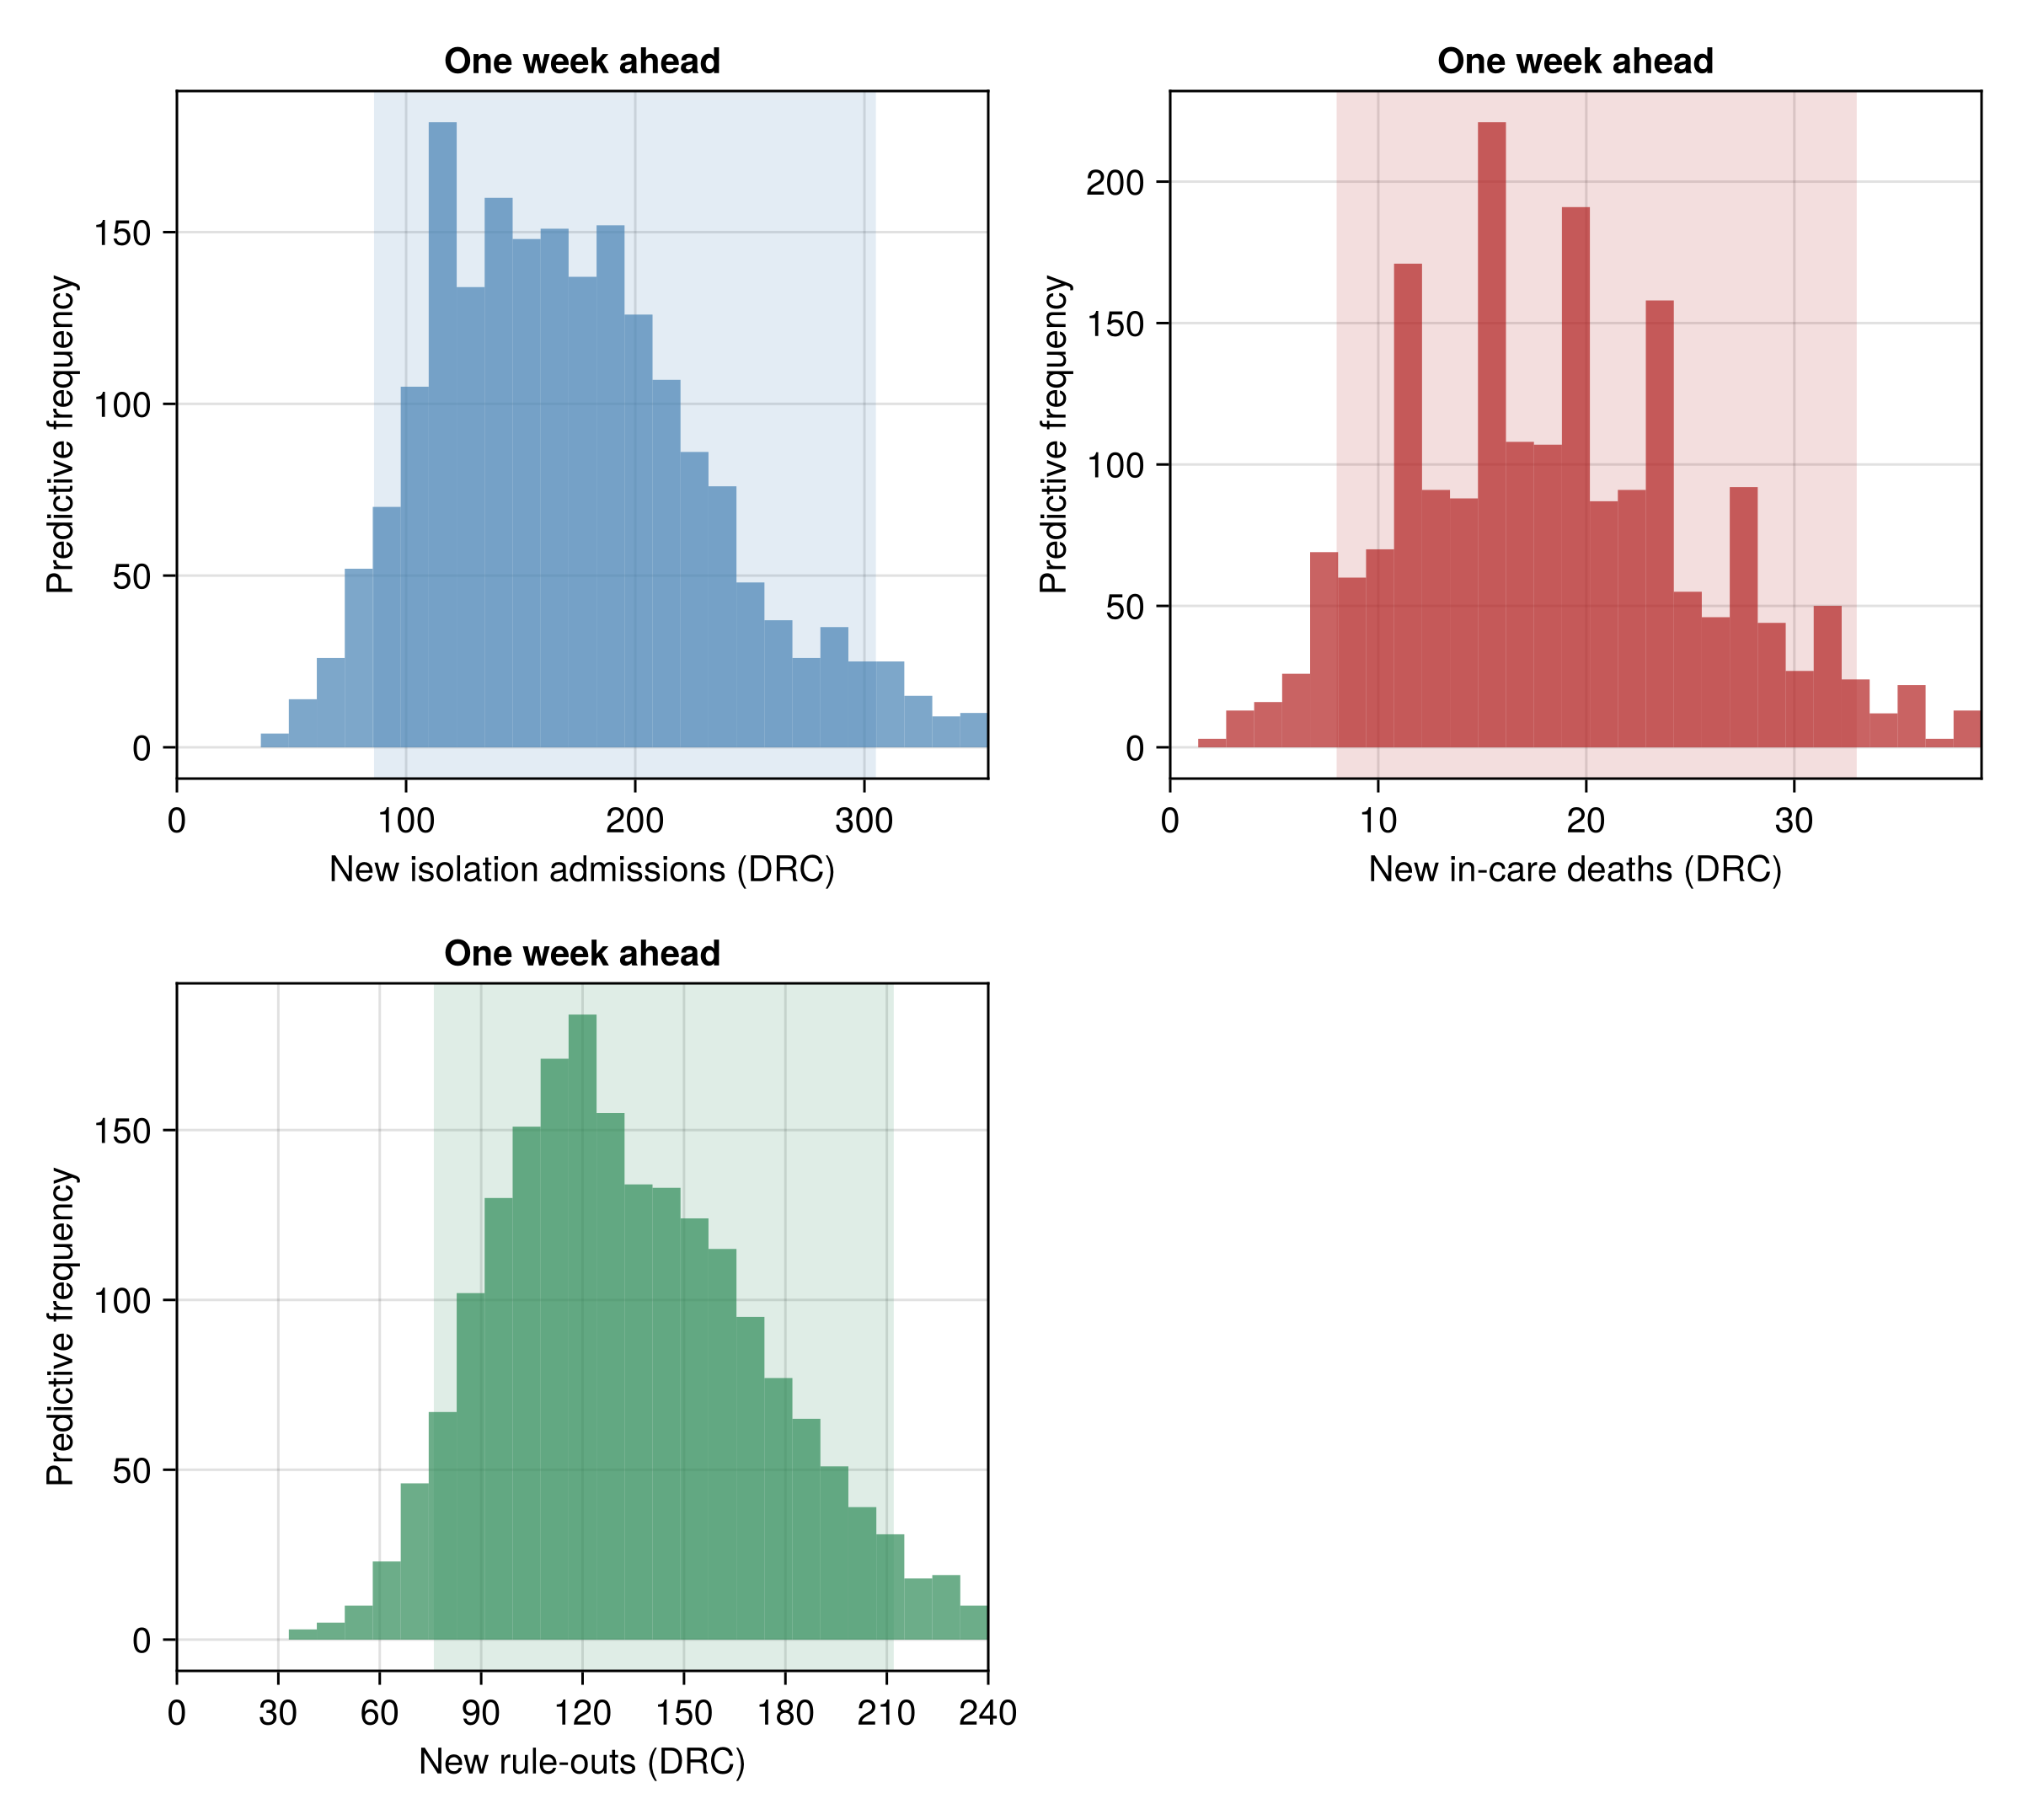 One week ahead
Predictive frequency
150
100
50
0
0 100 200 300
New isolation admissions (DRC)
One week ahead
Predictive frequency
200
150
100
50
0
0 10 20 30
New in-care deaths (DRC)
One week ahead
Predictive frequency
150
100
50
0
0 30 60 90 120 150 180 210 240
New rule-outs (DRC)